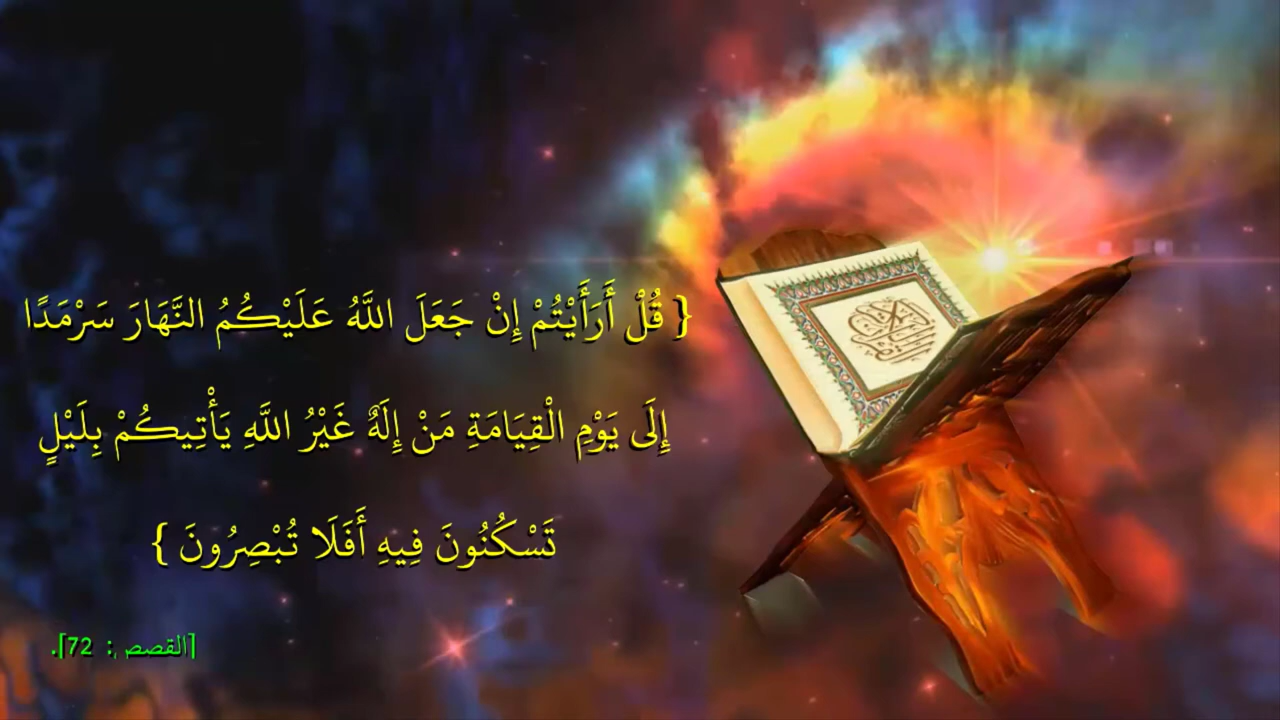 { قُلْ أَرَأَيْتُمْ إِنْ جَعَلَ اللَّهُ عَلَيْكُمُ النَّهَارَ سَرْمَدًا
إِلَى يَوْمِ الْقِيَامَةِ مَنْ إِلَهٌ غَيْرُ اللَّهِ يَأْتِيكُمْ بِلَيْلٍ
تَسْكُنُونَ فِيهِ أَفَلَا تُبْصِرُونَ }
[القصص: 72].